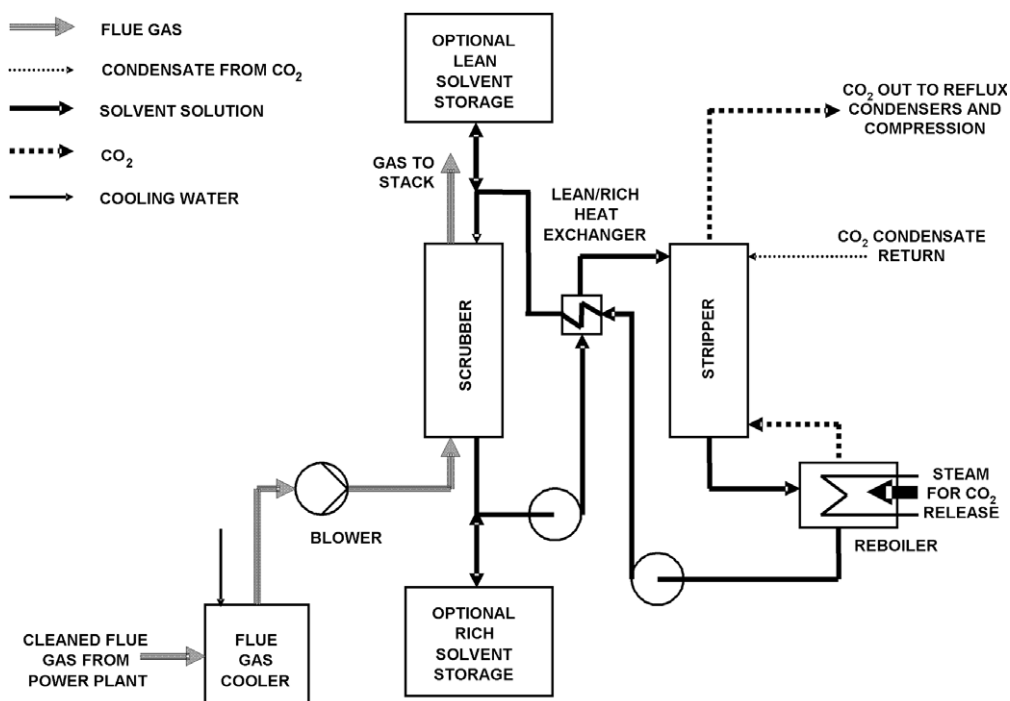 FLUE GAS
CONDENSATE FROM CO₂
SOLVENT SOLUTION
CO₂
COOLING WATER
OPTIONAL
LEAN
SOLVENT
STORAGE
GAS TO
STACK
LEAN/RICH
HEAT
EXCHANGER
CO₂ OUT TO REFLUX
CONDENSERS AND
COMPRESSION
CO₂ CONDENSATE
RETURN
SCRUBBER
STRIPPER
STEAM
FOR CO₂
RELEASE
REBOILER
BLOWER
CLEANED FLUE
GAS FROM
POWER PLANT
FLUE
GAS
COOLER
OPTIONAL
RICH
SOLVENT
STORAGE